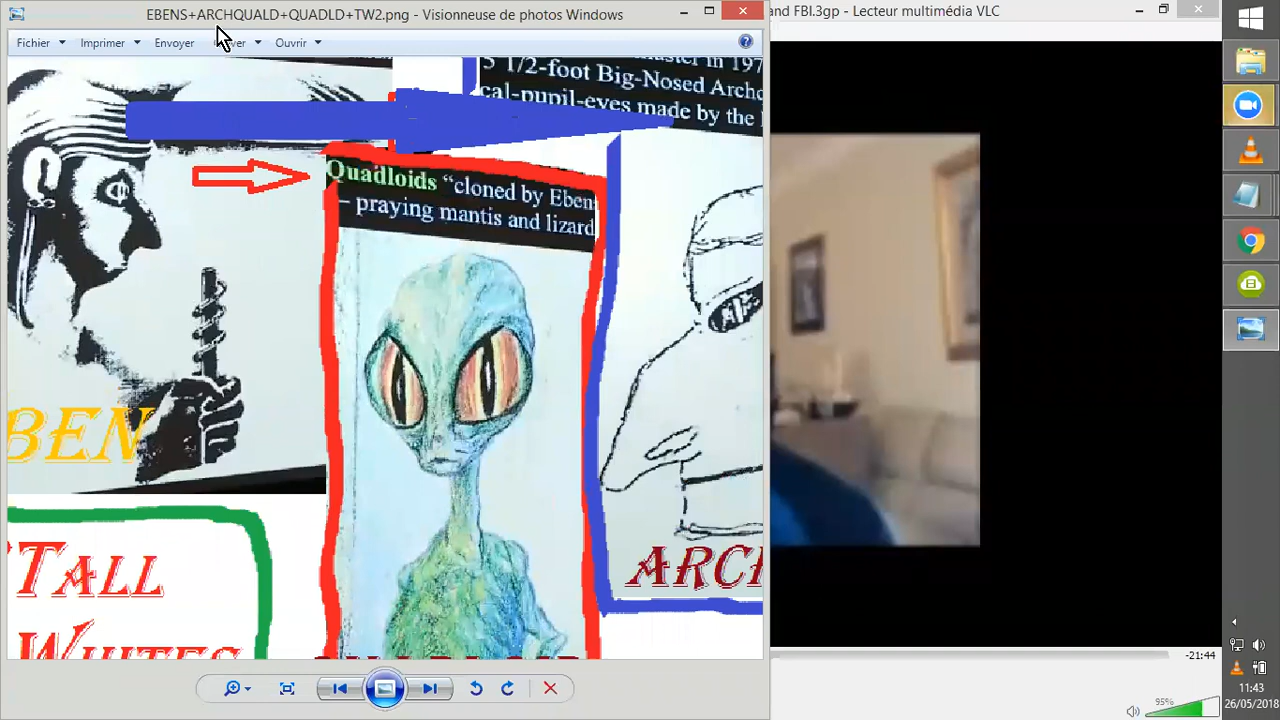 EBENS+ARCHQUALD+QUADLD+TW2.png - Visionneuse de photos Windows
and FBI.3gp - Lecteur multimédia VLC
Fichier
Imprimer
Envoyer
Ouvrir
5 1/2-foot Big-Nosed
cal-pupil-eyes made by the
Quadloids "cloned by Eben
– praying mantis and lizard
BEN
ARCH
TALL
WHITES
-21:44
95%
11:43
26/05/2018